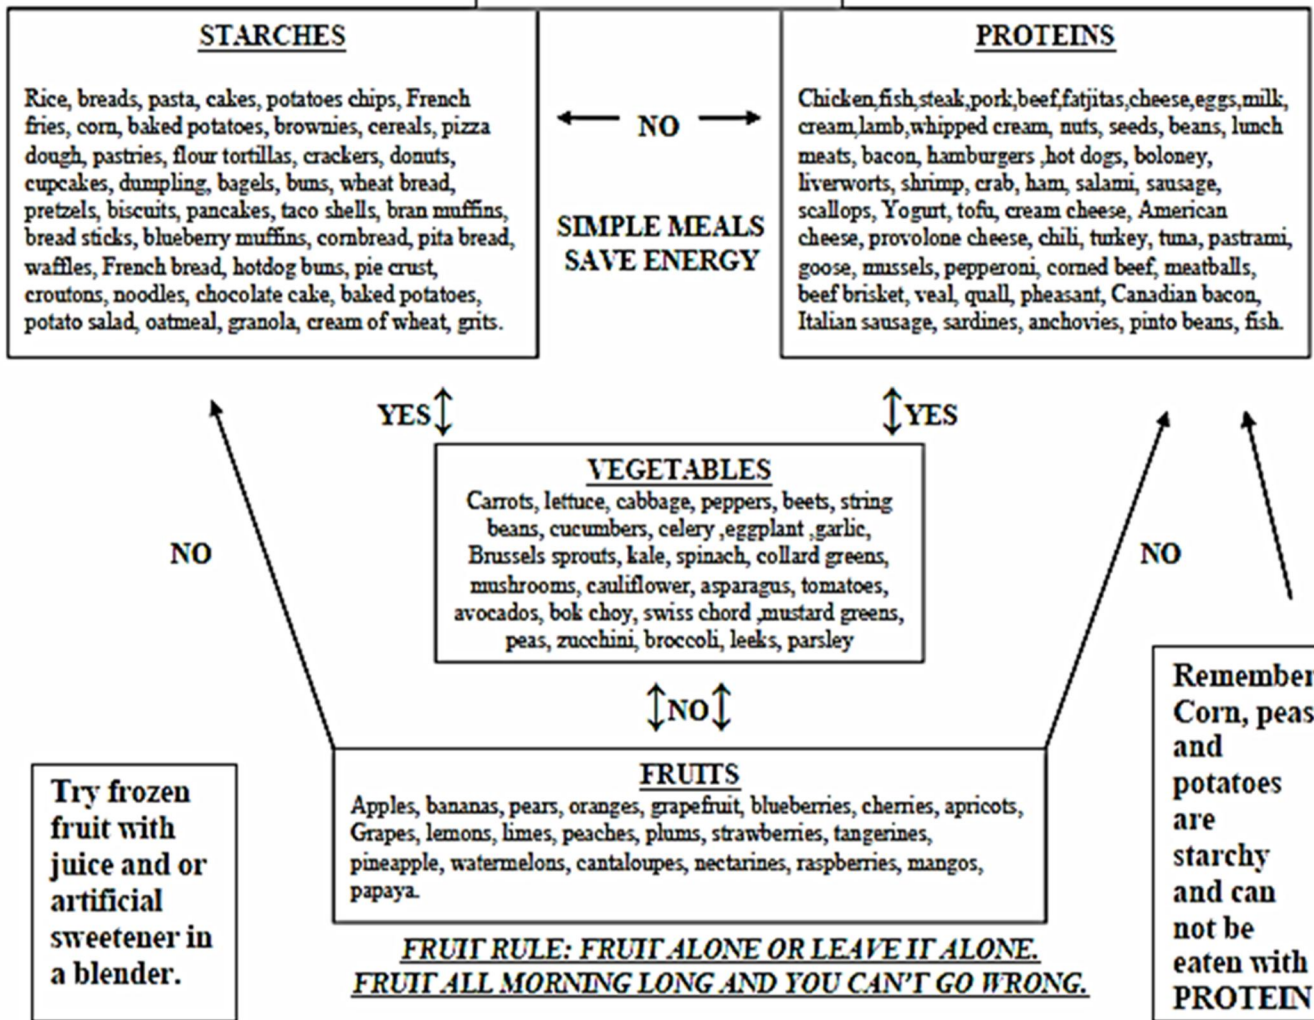 STARCHES
Rice, breads, pasta, cakes, potatoes chips, French
fries, corn, baked potatoes, brownies, cereals, pizza
dough, pastries, flour tortillas, crackers, donuts,
cupcakes, dumpling, bagels, buns, wheat bread,
pretzels, biscuits, pancakes, taco shells, bran muffins,
bread sticks, blueberry muffins, cornbread, pita bread,
waffles, French bread, hotdog buns, pie crust,
croutons, noodles, chocolate cake, baked potatoes,
potato salad, oatmeal, granola, cream of wheat, grits.
NO
SIMPLE MEALS
SAVE ENERGY
PROTEINS
Chicken,fish,steak,pork,beef,fatjitas,cheese,eggs,milk,
cream,lamb,whipped cream, nuts, seeds, beans, lunch
meats, bacon, hamburgers ,hot dogs, boloney,
liverworts, shrimp, crab, ham, salami, sausage,
scallops, Yogurt, tofu, cream cheese, American
cheese, provolone cheese, chili, turkey, tuna, pastrami,
goose, mussels, pepperoni, corned beef, meatballs,
beef brisket, veal, quall, pheasant, Canadian bacon,
Italian sausage, sardines, anchovies, pinto beans, fish.
YES
YES
VEGETABLES
Carrots, lettuce, cabbage, peppers, beets, string
beans, cucumbers, celery ,eggplant ,garlic,
Brussels sprouts, kale, spinach, collard greens,
mushrooms, cauliflower, asparagus, tomatoes,
avocados, bok choy, swiss chord ,mustard greens,
peas, zucchini, broccoli, leeks, parsley
NO
NO
NO
FRUITS
Apples, bananas, pears, oranges, grapefruit, blueberries, cherries, apricots,
Grapes, lemons, limes, peaches, plums, strawberries, tangerines,
pineapple, watermelons, cantaloupes, nectarines, raspberries, mangos,
papaya.
Try frozen
fruit with
juice and or
artificial
sweetener in
a blender.
Remember
Corn, peas
and
potatoes
are
starchy
and can
not be
eaten with
PROTEIN
FRUIT RULE: FRUIT ALONE OR LEAVE IT ALONE.
FRUIT ALL MORNING LONG AND YOU CAN'T GO WRONG.